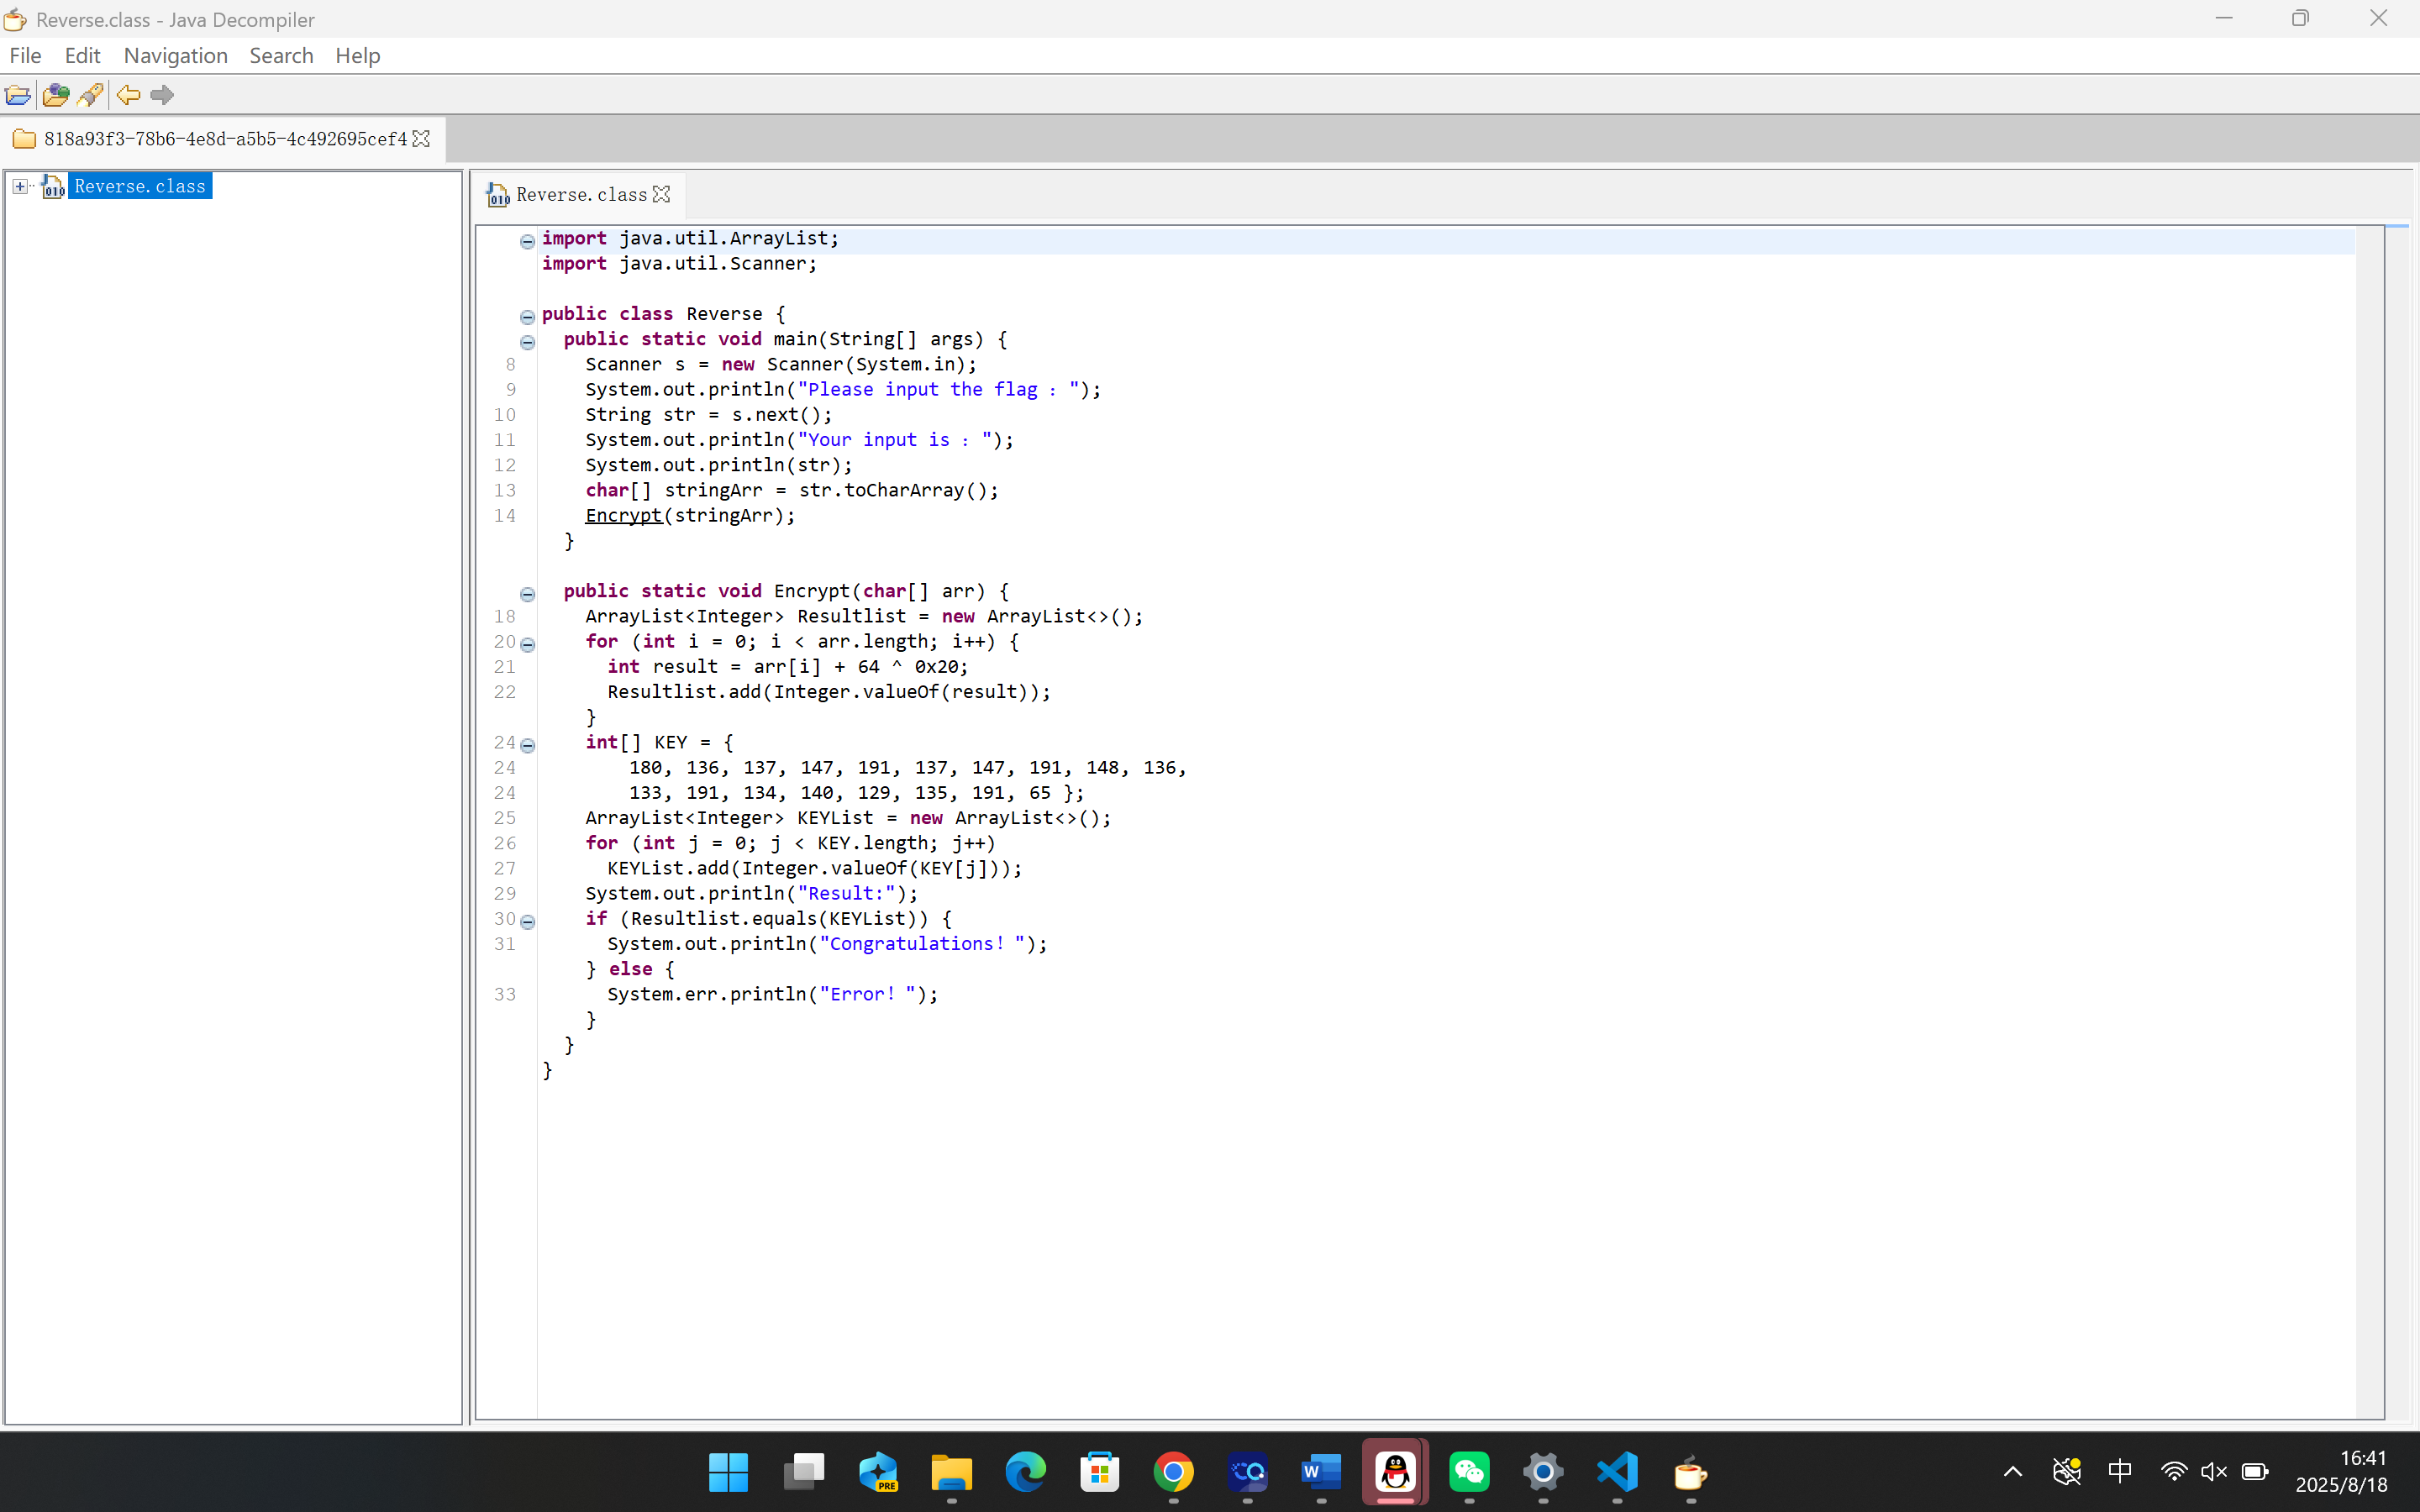 Reverse.class - Java Decompiler
File Edit Navigation Search Help
818a93f3-78b6-4e8d-a5b5-4c492695cef4
Reverse.class
Reverse.class
import java.util.ArrayList;
import java.util.Scanner;
public class Reverse {
public static void main(String[] args) {
8 Scanner s = new Scanner(System.in);
9 System.out.println("Please input the flag ：");
10 String str = s.next();
11 System.out.println("Your input is ：");
12 System.out.println(str);
13 char[] stringArr = str.toCharArray();
14 Encrypt(stringArr);
}
public static void Encrypt(char[] arr) {
18 ArrayList<Integer> Resultlist = new ArrayList<>();
20 for (int i = 0; i < arr.length; i++) {
21 int result = arr[i] + 64 ^ 0x20;
22 Resultlist.add(Integer.valueOf(result));
}
24 int[] KEY = {
24 180, 136, 137, 147, 191, 137, 147, 191, 148, 136,
24 133, 191, 134, 140, 129, 135, 191, 65 };
25 ArrayList<Integer> KEYList = new ArrayList<>();
26 for (int j = 0; j < KEY.length; j++)
27 KEYList.add(Integer.valueOf(KEY[j]));
29 System.out.println("Result:");
30 if (Resultlist.equals(KEYList)) {
31 System.out.println("Congratulations！");
} else {
33 System.err.println("Error！");
}
}
}
PRE
W
中
16:41
2025/8/18